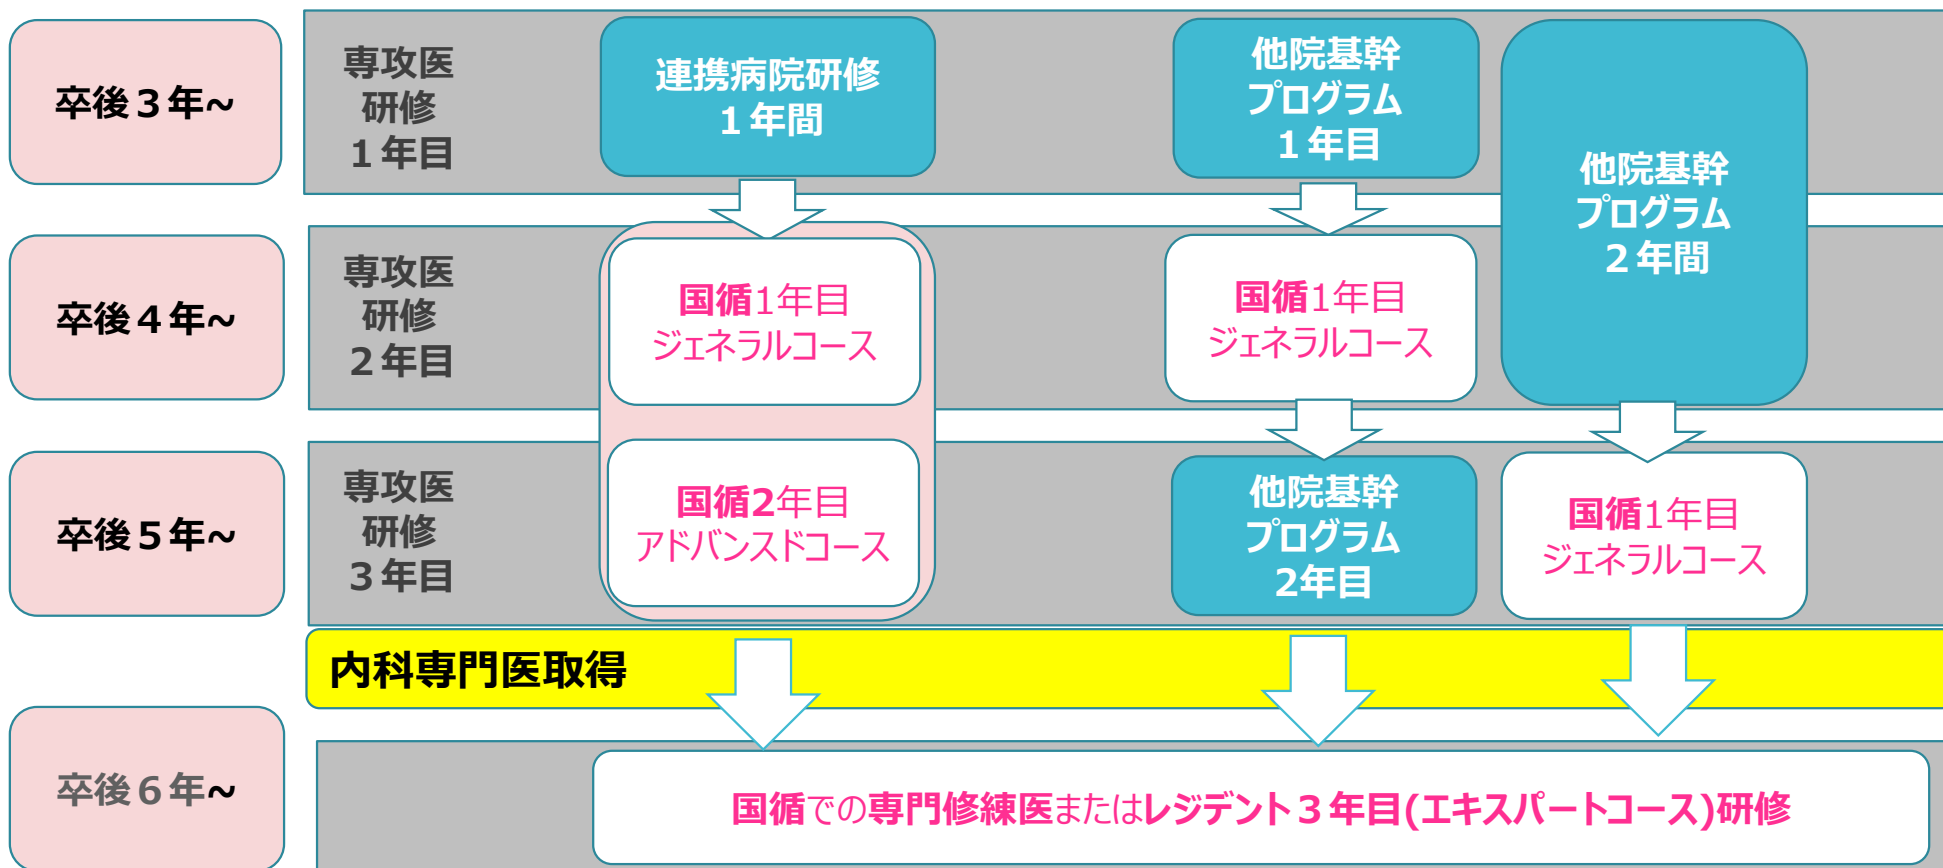 卒後３年~
専攻医
研修
１年目
連携病院研修
１年間
他院基幹
プログラム
１年目
他院基幹
プログラム
２年間
卒後４年~
専攻医
研修
２年目
国循1年目
ジェネラルコース
国循1年目
ジェネラルコース
卒後５年~
専攻医
研修
３年目
国循2年目
アドバンスドコース
他院基幹
プログラム
2年目
国循1年目
ジェネラルコース
内科専門医取得
卒後６年~
国循での専門修練医またはレジデント３年目(エキスパートコース)研修